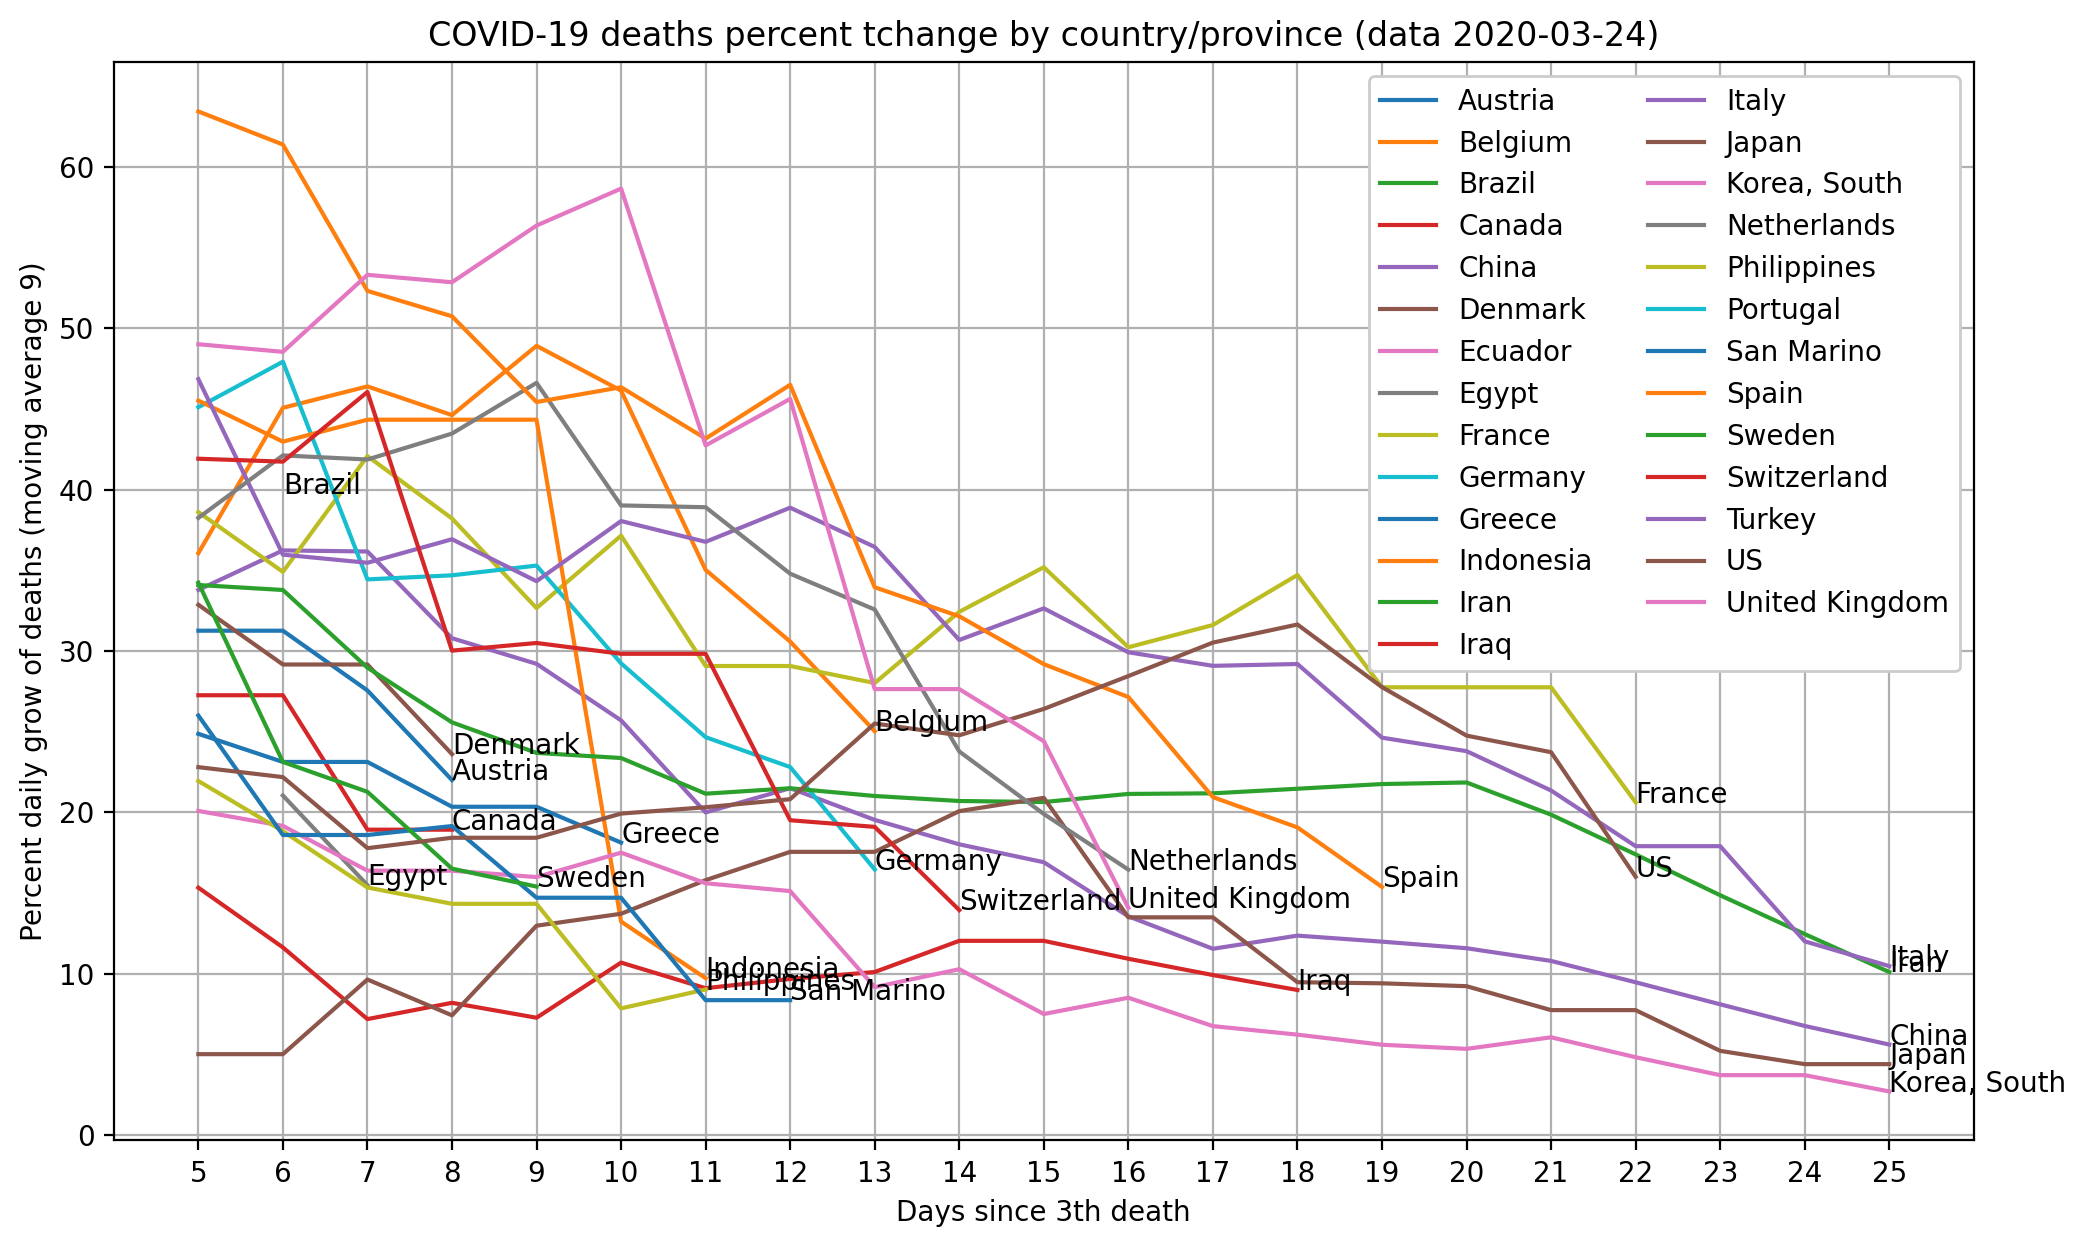 COVID-19 deaths percent tchange by country/province (data 2020-03-24)
Percent daily grow of deaths (moving average 9)
60
50
40
30
20
10
0
Austria
Belgium
Brazil
Canada
China
Denmark
Ecuador
Egypt
France
Germany
Greece
Indonesia
Iran
Iraq
Italy
Japan
Korea, South
Netherlands
Philippines
Portugal
San Marino
Spain
Sweden
Switzerland
Turkey
US
United Kingdom
Brazil
Belgium
Denmark
Austria
France
Canada
Greece
Egypt
Sweden
Germany
Netherlands
US
Spain
Switzerland
United Kingdom
Indonesia
Philippines
San Marino
Iraq
Italy
Iran
China
Japan
Korea, South
5 6 7 8 9 10 11 12 13 14 15 16 17 18 19 20 21 22 23 24 25
Days since 3th death